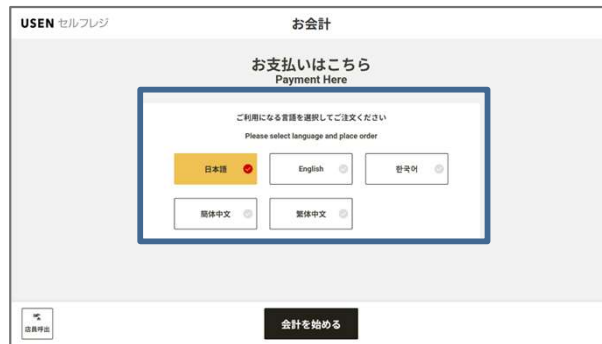 USEN セルフレジ
お会計
お支払いはこちら
Payment Here
ご利用になる言語を選択してご注文ください
Please select language and place order
日本語
English
한국어
簡体中文
繁体中文
店員呼出
会計を始める